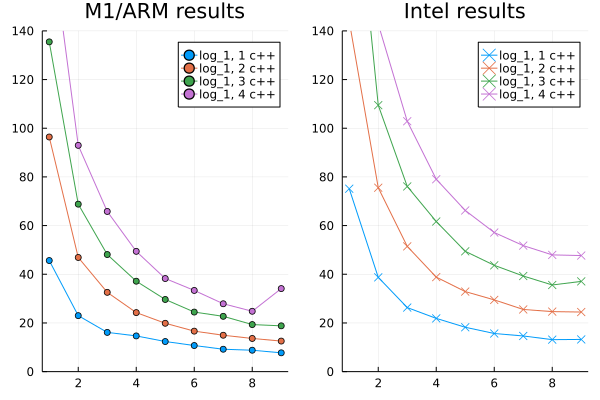 M1/ARM results
140
120
100
80
60
40
20
0
2
4
6
8
log_1, 1 c++
log_1, 2 c++
log_1, 3 c++
log_1, 4 c++
Intel results
140
120
100
80
60
40
20
0
2
4
6
8
log_1, 1 c++
log_1, 2 c++
log_1, 3 c++
log_1, 4 c++